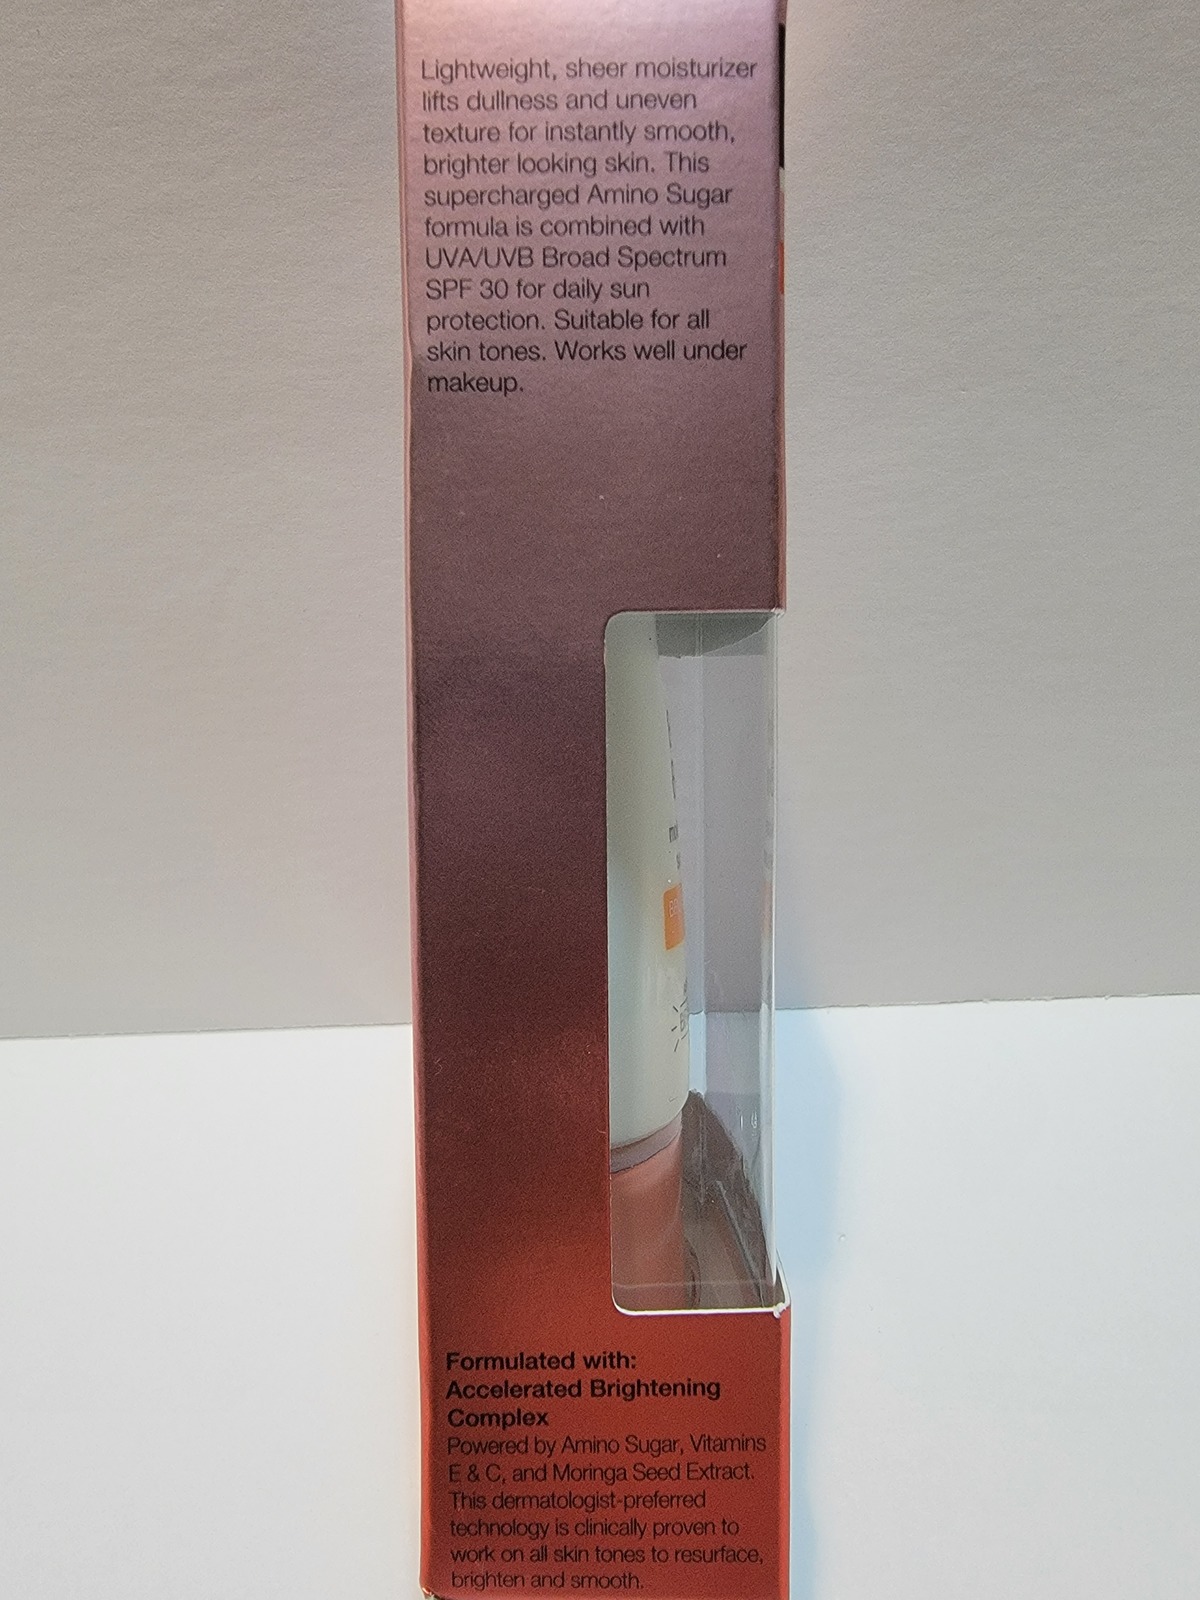 Lightweight, sheer moisturizer
lifts dullness and uneven
texture for instantly smooth,
brighter looking skin. This
supercharged Amino Sugar
formula is combined with
UVA/UVB Broad Spectrum
SPF 30 for daily sun
protection. Suitable for all
skin tones. Works well under
makeup.
Formulated with:
Accelerated Brightening
Complex
Powered by Amino Sugar, Vitamins
E & C, and Moringa Seed Extract.
This dermatologist-preferred
technology is clinically proven to
work on all skin tones to resurface,
brighten and smooth.